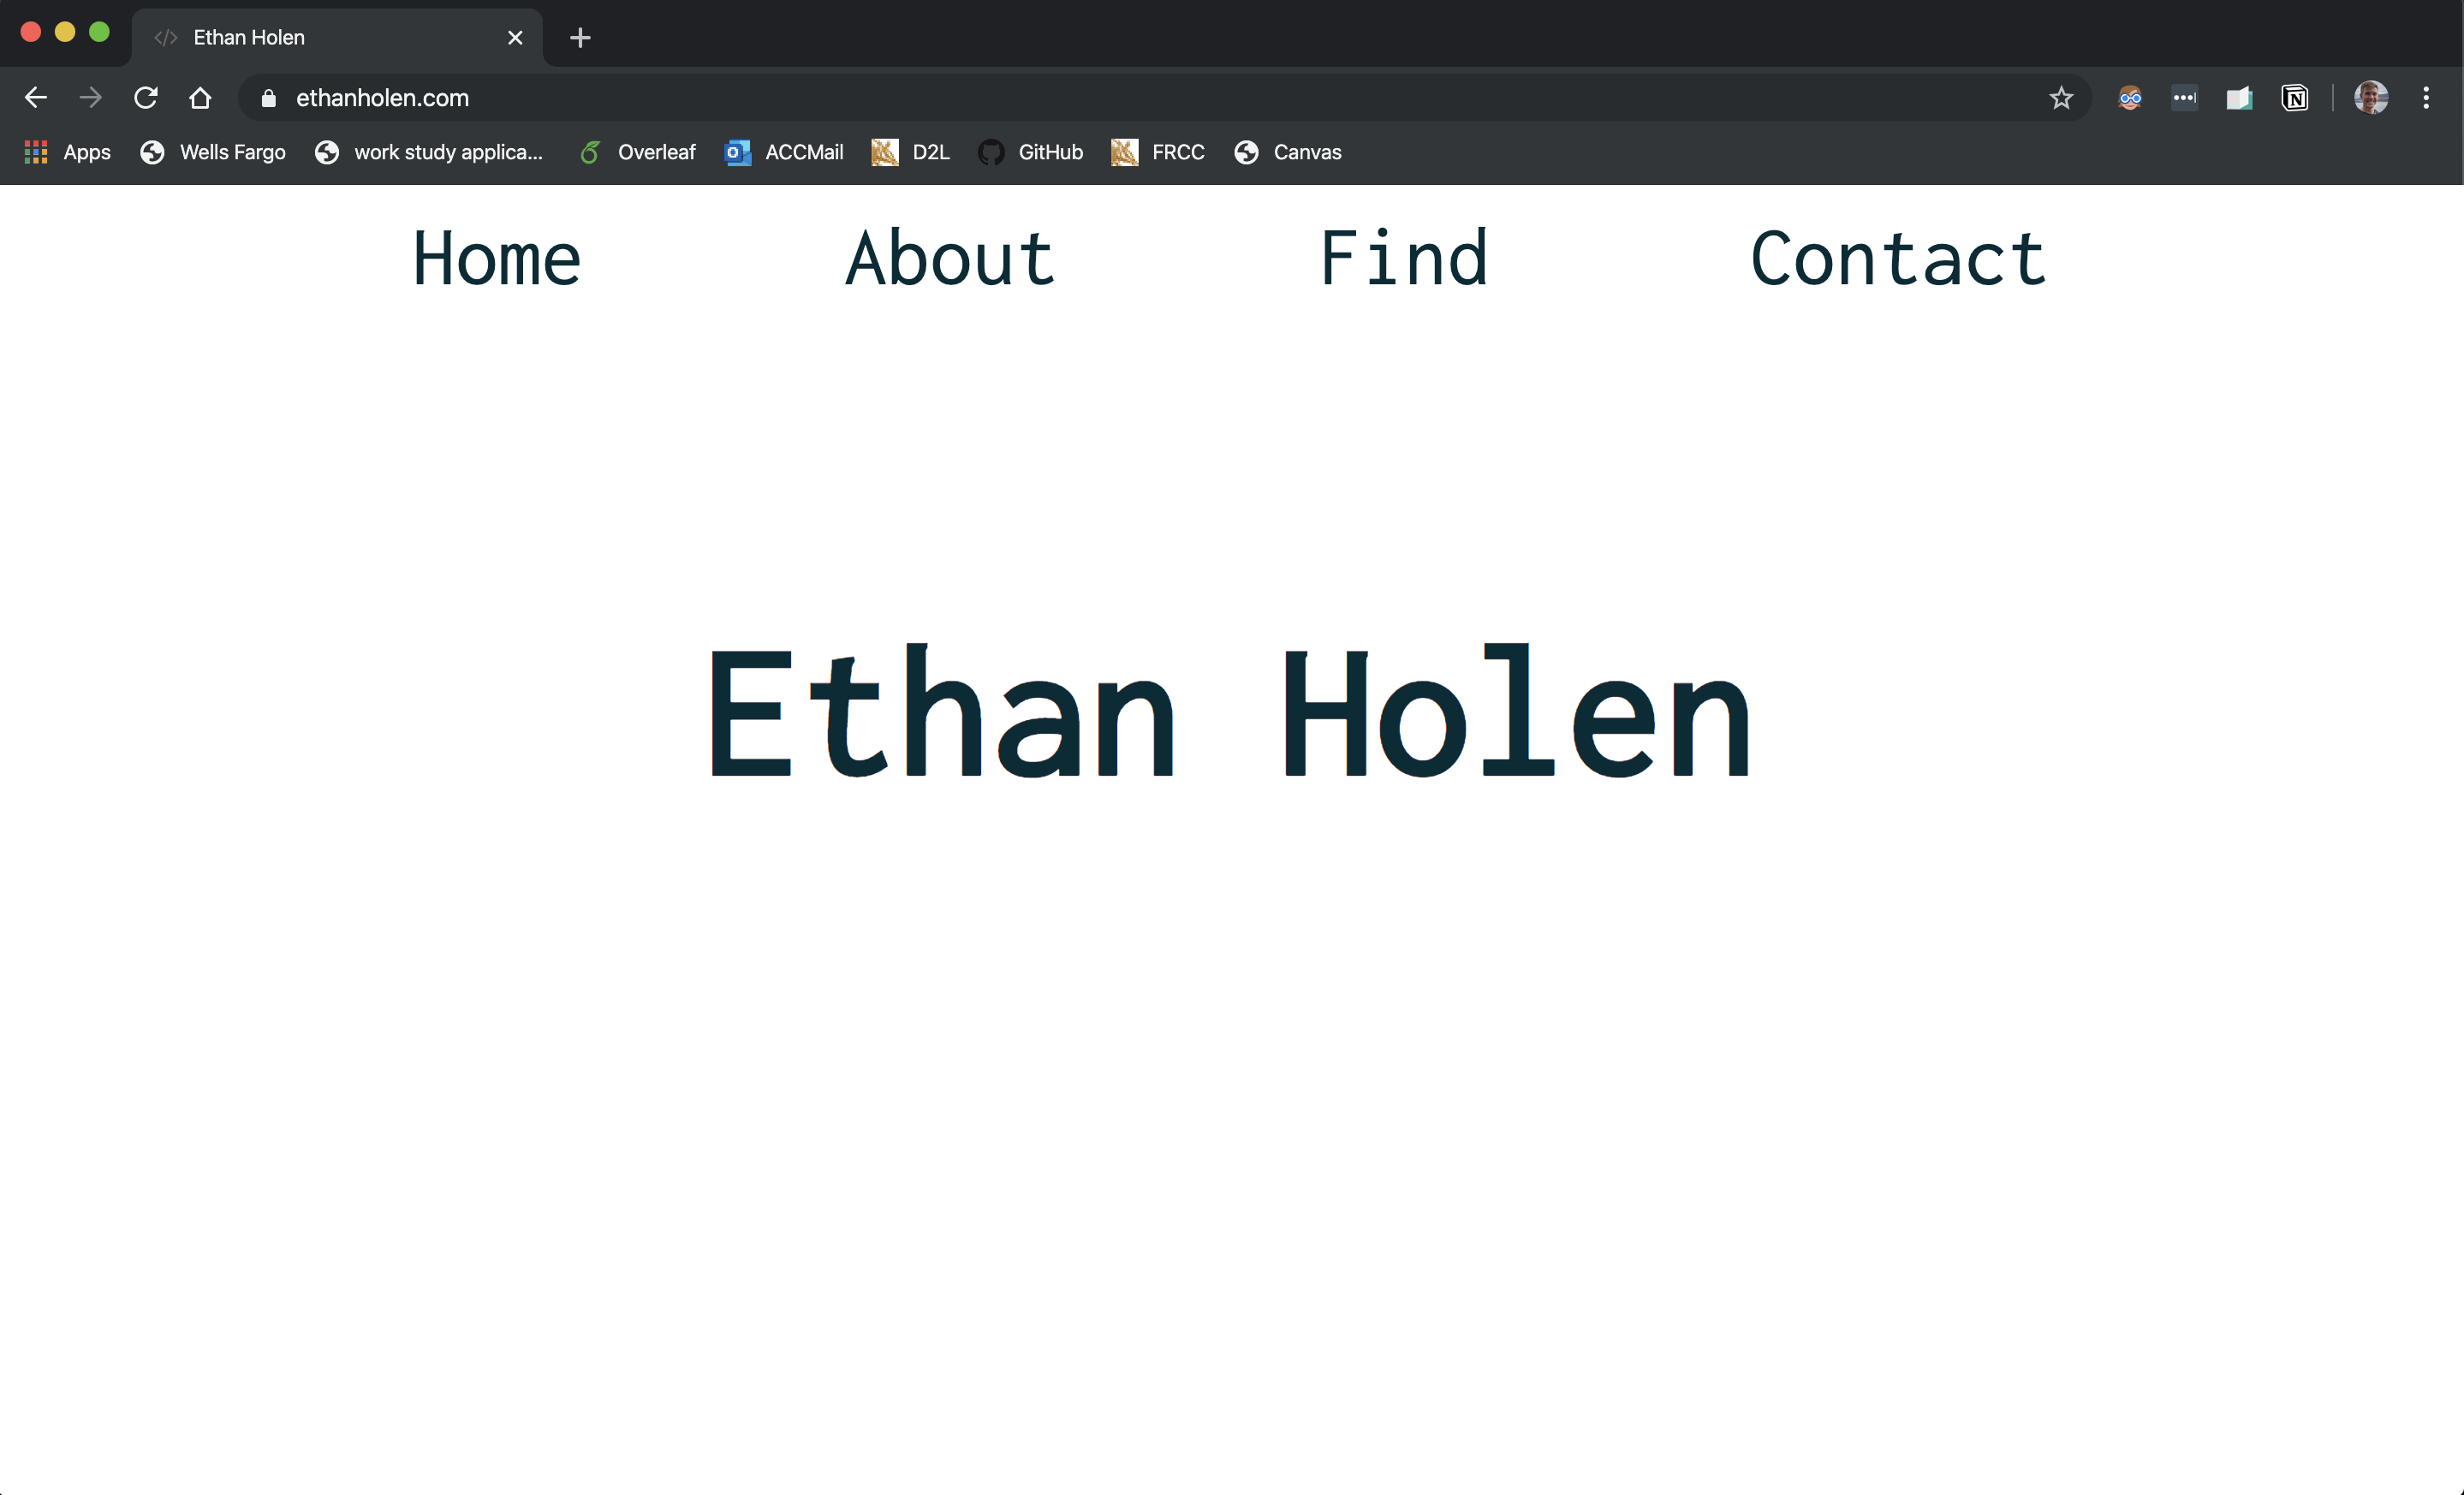 Ethan Holen
ethanholen.com
Apps Wells Fargo work study applica... Overleaf ACCMail D2L GitHub FRCC Canvas
Home About Find Contact
Ethan Holen